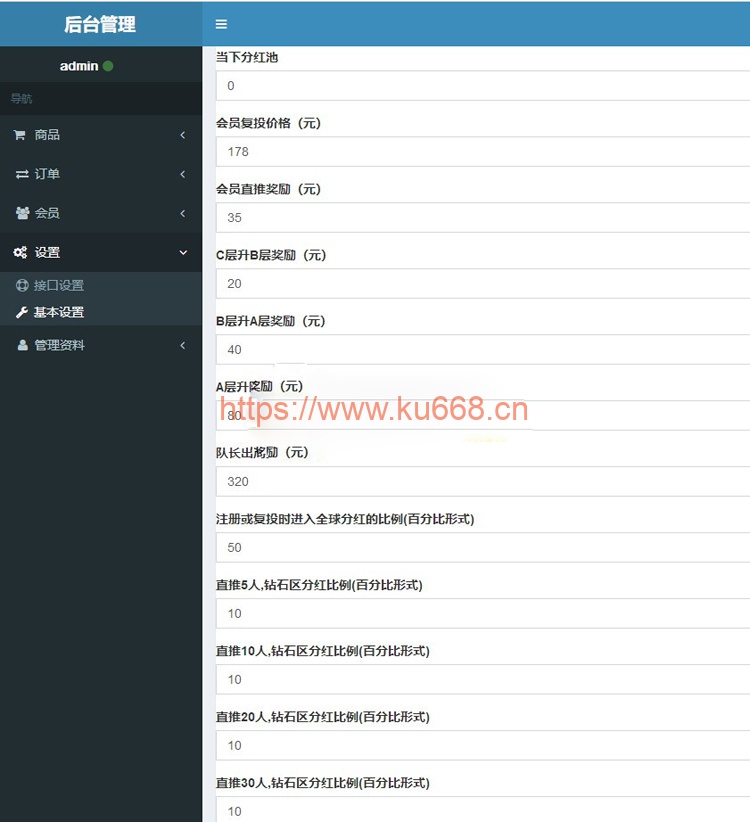 后台管理
admin
导航
商品
订单
会员
设置
接口设置
基本设置
管理资料
当下分红池
0
会员复投价格（元）
178
会员直推奖励（元）
35
C层升B层奖励（元）
20
B层升A层奖励（元）
40
A层升奖励（元）
80
https://www.ku668.cn
队长出奖励（元）
320
注册或复投时进入全球分红的比例(百分比形式)
50
直推5人,钻石区分红比例(百分比形式)
10
直推10人,钻石区分红比例(百分比形式)
10
直推20人,钻石区分红比例(百分比形式)
10
直推30人,钻石区分红比例(百分比形式)
10